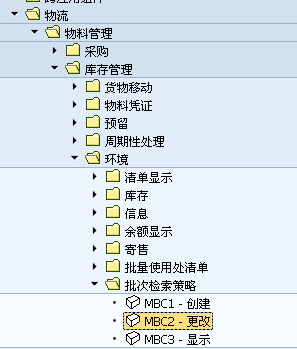 物流
物料管理
采购
库存管理
货物移动
物料凭证
预留
周期性处理
环境
清单显示
库存
信息
余额显示
寄售
批量使用处清单
批次检索策略
MBC1 - 创建
MBC2 - 更改
MBC3 - 显示